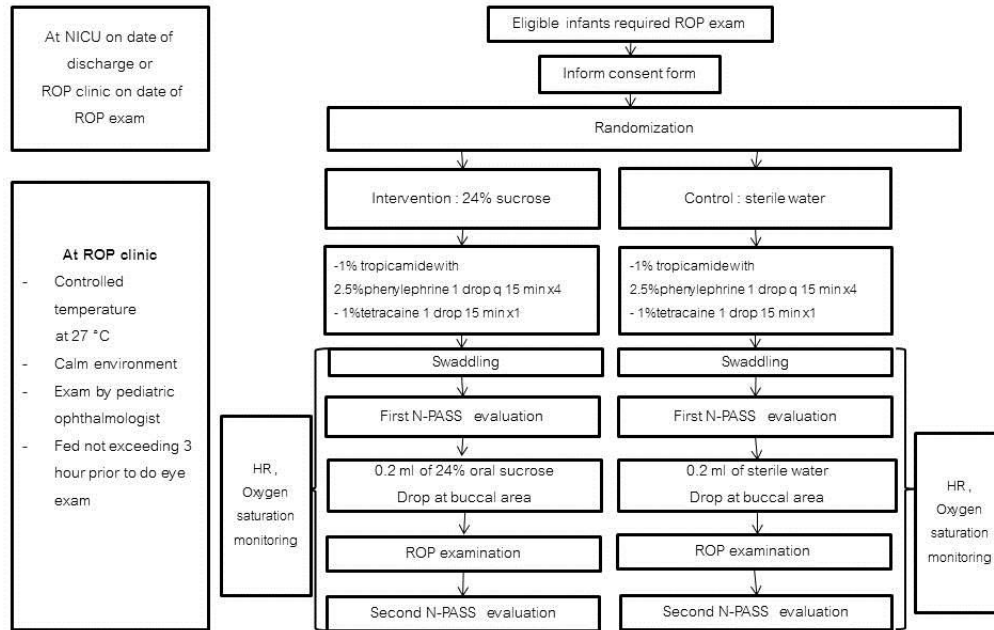 At NICU on date of
discharge or
ROP clinic on date of
ROP exam
Eligible infants required ROP exam
Inform consent form
Randomization
At ROP clinic
- Controlled
temperature
at 27 °C
- Calm environment
- Exam by pediatric
ophthalmologist
- Fed not exceeding 3
hour prior to do eye
exam
Intervention : 24% sucrose
-1% tropicamidewith
2.5%phenylephrine 1 drop q 15 min x4
- 1%tetracaine 1 drop 15 min x1
Swaddling
First N-PASS evaluation
0.2 ml of 24% oral sucrose
Drop at buccal area
ROP examination
Second N-PASS evaluation
HR ,
Oxygen
saturation
monitoring
Control : sterile water
-1% tropicamide with
2.5%phenylephrine 1 drop q 15 min x4
- 1%tetracaine 1 drop 15 min x1
Swaddling
First N-PASS evaluation
0.2 ml of sterile water
Drop at buccal area
ROP examination
Second N-PASS evaluation
HR ,
Oxygen
saturation
monitoring